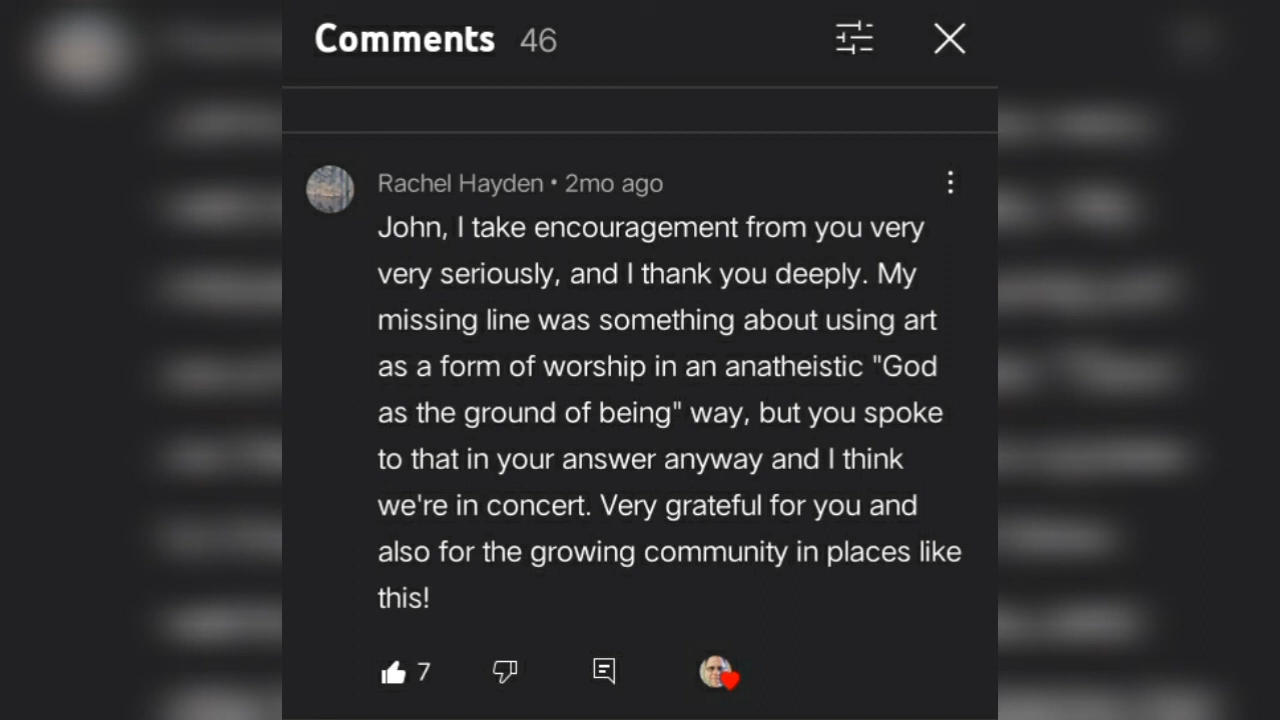 Comments 46
Rachel Hayden • 2mo ago
John, I take encouragement from you very
very seriously, and I thank you deeply. My
missing line was something about using art
as a form of worship in an anatheistic "God
as the ground of being" way, but you spoke
to that in your answer anyway and I think
we're in concert. Very grateful for you and
also for the growing community in places like
this!
7